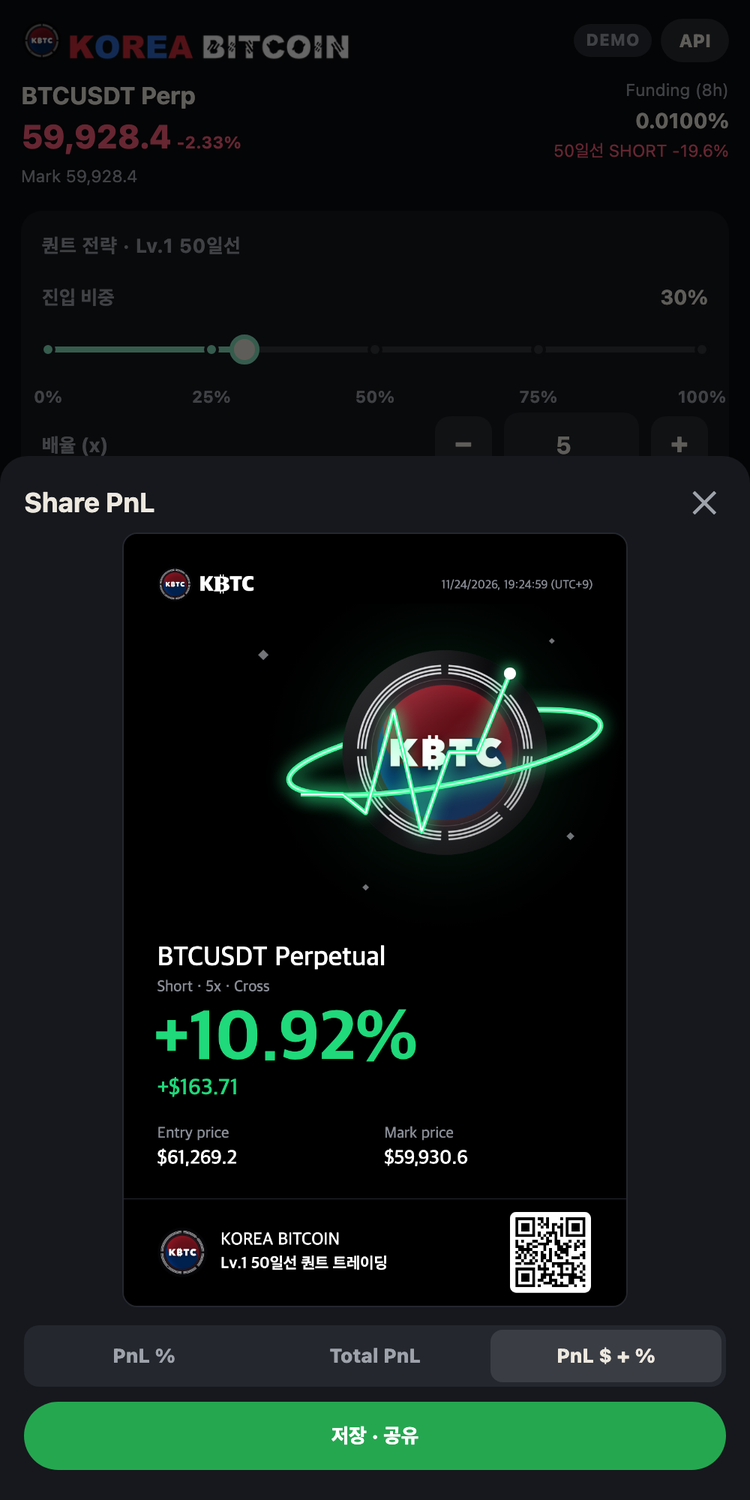 KBTC KOREA BITCOIN DEMO API
BTCUSDT Perp
Funding (8h)
59,928.4 -2.33%
0.0100%
50일선 SHORT -19.6%
Mark 59,928.4
퀀트 전략 · Lv.1 50일선
진입 비중 30%
0% 25% 50% 75% 100%
배율 (x) − 5 +
Share PnL
KBTC KBTC 11/24/2026, 19:24:59 (UTC+9)
KBTC
BTCUSDT Perpetual
Short · 5x · Cross
+10.92%
+$163.71
Entry price Mark price
$61,269.2 $59,930.6
KBTC
KOREA BITCOIN
Lv.1 50일선 퀀트 트레이딩
PnL % Total PnL PnL $ + %
저장 · 공유